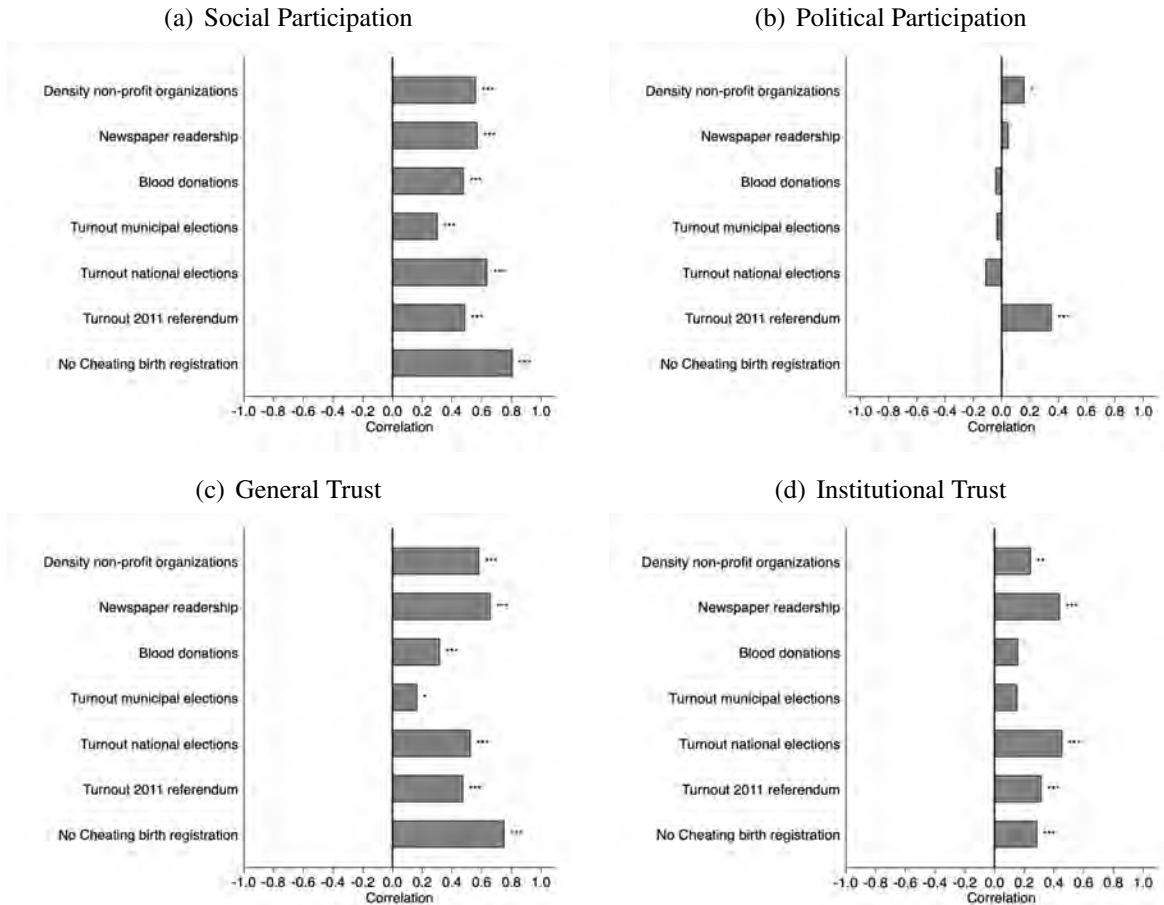 (a) Social Participation
Density non-profit organizations ***
Newspaper readership ***
Blood donations ***
Turnout municipal elections ***
Turnout national elections ***
Turnout 2011 referendum ***
No Cheating birth registration ***
-1.0 -0.8 -0.6 -0.4 -0.2 0.0 0.2 0.4 0.6 0.8 1.0
Correlation
(b) Political Participation
Density non-profit organizations *
Newspaper readership
Blood donations
Turnout municipal elections
Turnout national elections
Turnout 2011 referendum ***
No Cheating birth registration
-1.0 -0.8 -0.6 -0.4 -0.2 0.0 0.2 0.4 0.6 0.8 1.0
Correlation
(c) General Trust
Density non-profit organizations ***
Newspaper readership ***
Blood donations ***
Turnout municipal elections *
Turnout national elections ***
Turnout 2011 referendum ***
No Cheating birth registration ***
-1.0 -0.8 -0.6 -0.4 -0.2 0.0 0.2 0.4 0.6 0.8 1.0
Correlation
(d) Institutional Trust
Density non-profit organizations **
Newspaper readership ***
Blood donations
Turnout municipal elections
Turnout national elections ***
Turnout 2011 referendum ***
No Cheating birth registration ***
-1.0 -0.8 -0.6 -0.4 -0.2 0.0 0.2 0.4 0.6 0.8 1.0
Correlation